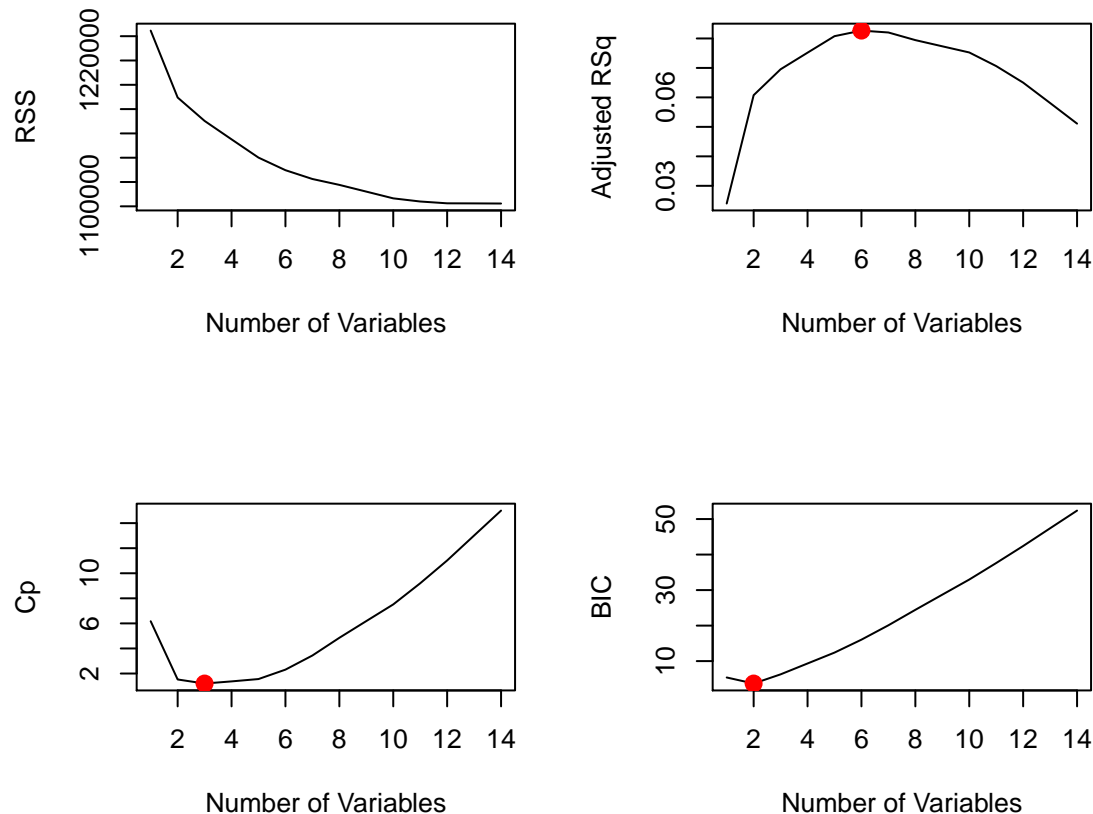 RSS
1100000 1220000
2 4 6 8 10 12 14
Number of Variables
Adjusted RSq
0.03 0.06
2 4 6 8 10 12 14
Number of Variables
Cp
2 6 10
2 4 6 8 10 12 14
Number of Variables
BIC
10 30 50
2 4 6 8 10 12 14
Number of Variables